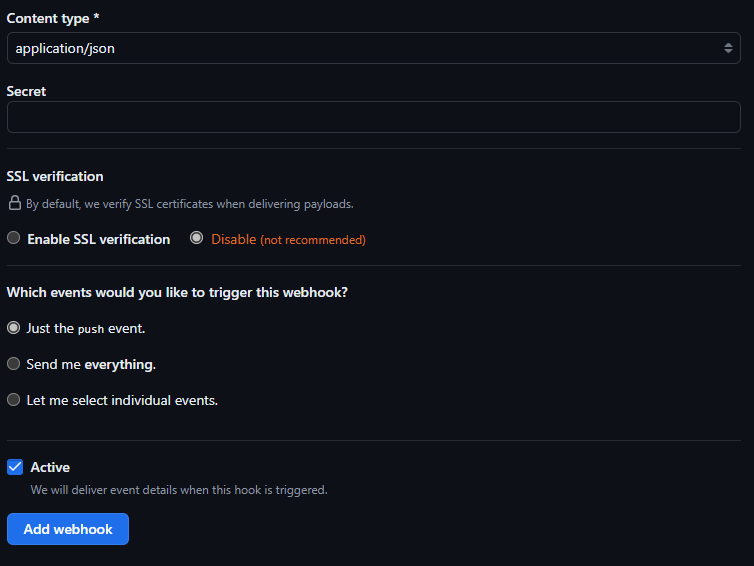 Content type *
application/json
Secret
SSL verification
By default, we verify SSL certificates when delivering payloads.
Enable SSL verification Disable (not recommended)
Which events would you like to trigger this webhook?
Just the push event.
Send me everything.
Let me select individual events.
Active
We will deliver event details when this hook is triggered.
Add webhook